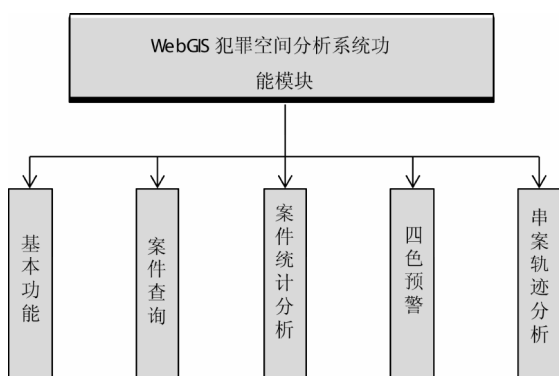 WebGIS 犯罪空间分析系统功
能模块
基本功能
案件查询
案件统计分析
四色预警
串案轨迹分析